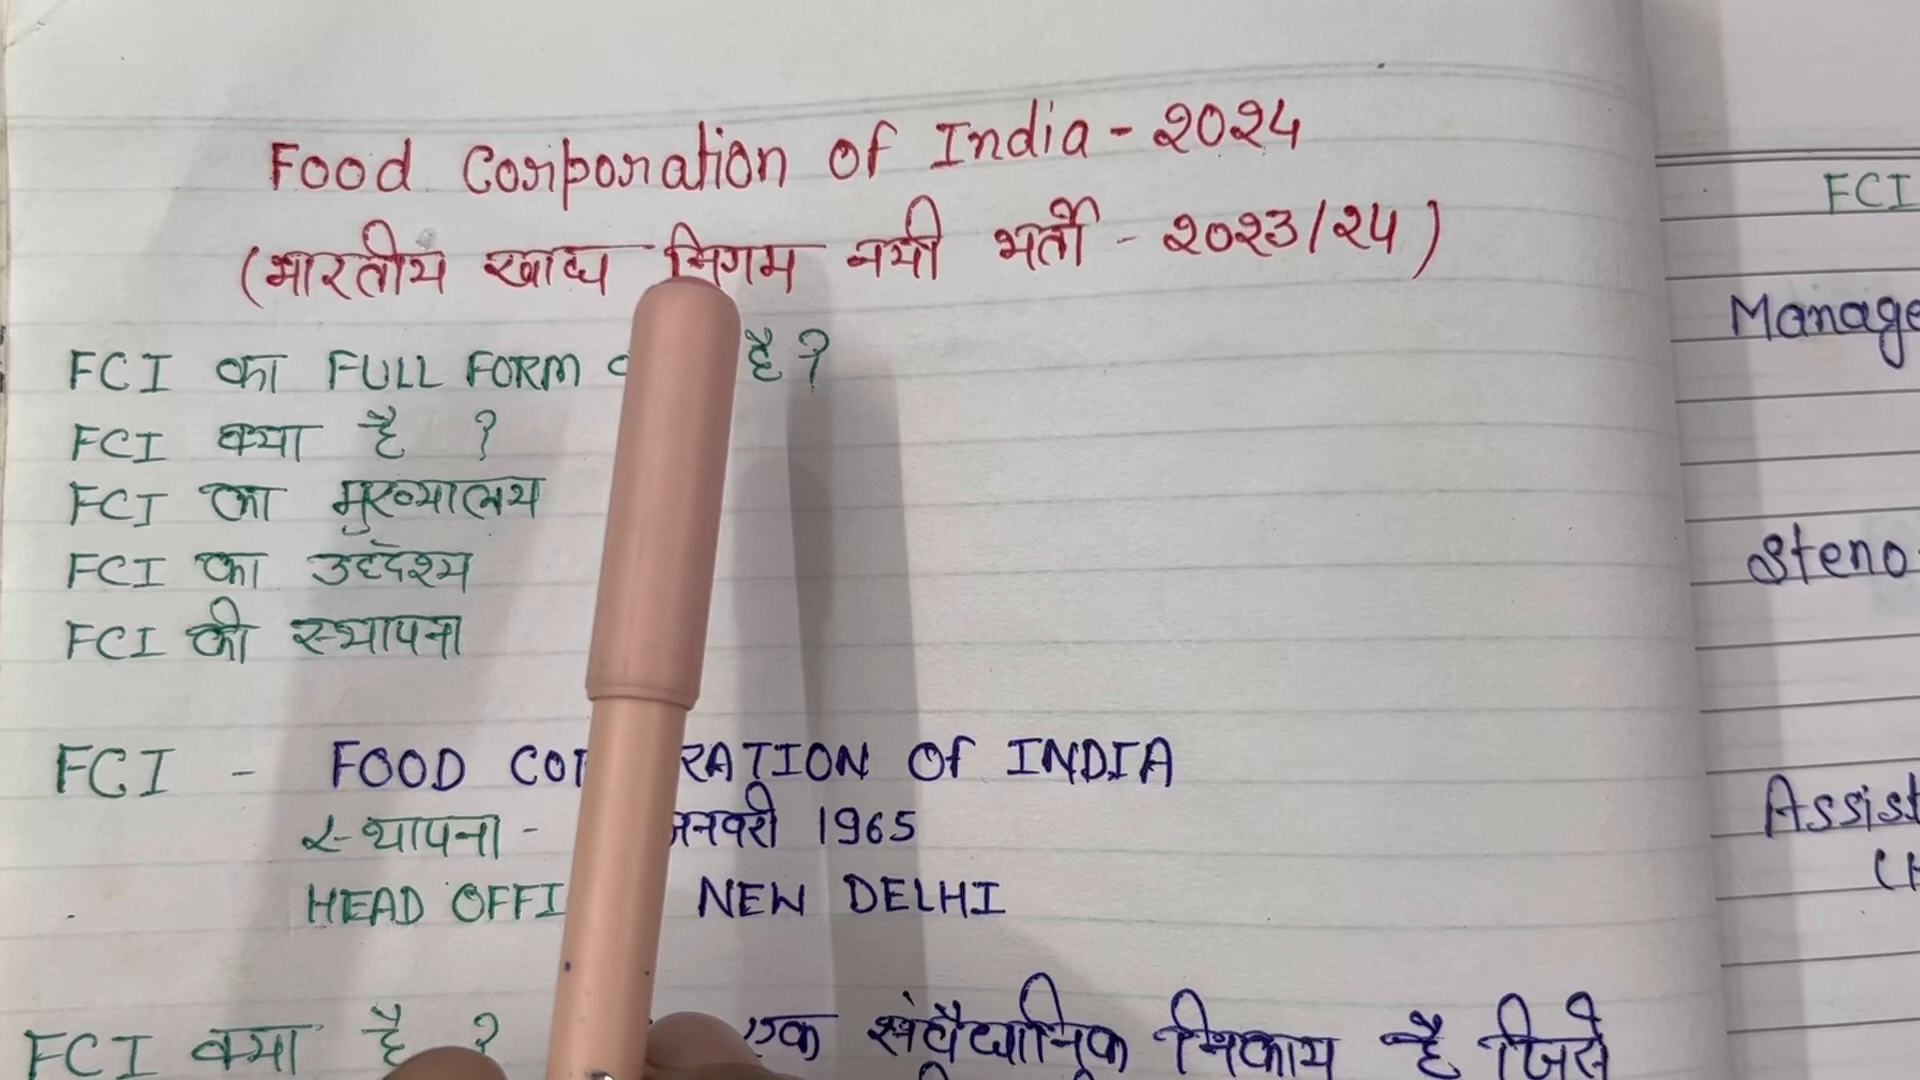 Food Corporation of India - 2024
(भारतीय खाद्य निगम नयी भर्ती - 2023/24)
FCI का FULL FORM है?
FCI क्या है ?
FCI का मुख्यालय
FCI का उद्देश्य
FCI की स्थापना
FCI - FOOD CO RATION Of INDIA
स्थापना - जनवरी 1965
HEAD OFFI NEW DELHI
FCI क्या है ? एक संवैधानिक निकाय है जिसे
FCI
Manage
Steno
Assist
(H